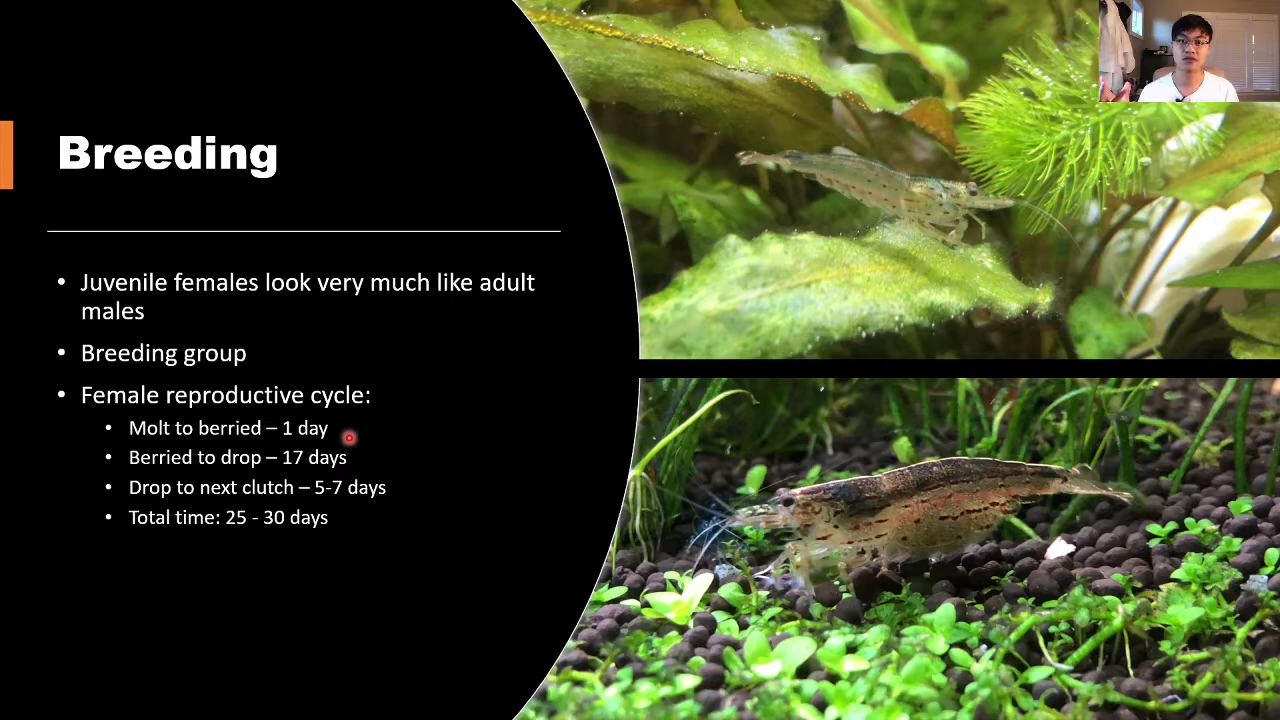 Breeding
• Juvenile females look very much like adult
males
• Breeding group
• Female reproductive cycle:
• Molt to berried – 1 day
• Berried to drop – 17 days
• Drop to next clutch – 5-7 days
• Total time: 25 - 30 days